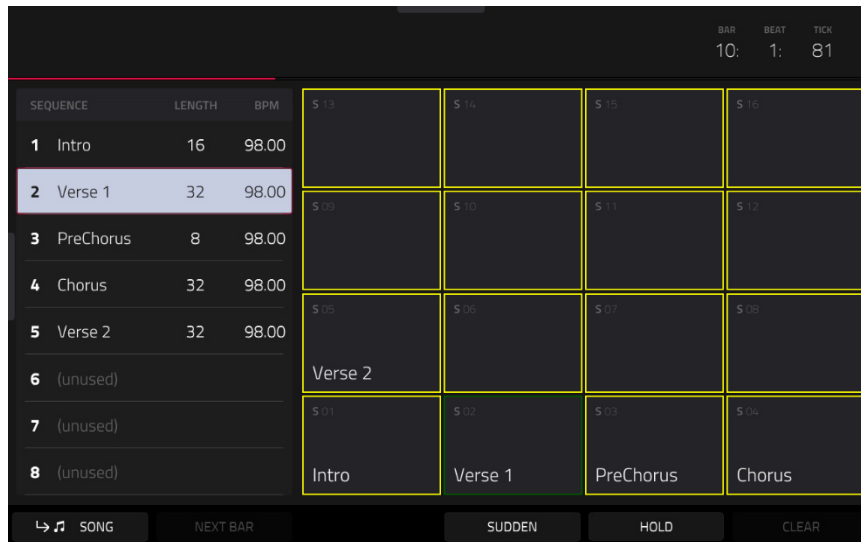 BAR BEAT TICK
10: 1: 81
SEQUENCE LENGTH BPM
1 Intro 16 98.00
2 Verse 1 32 98.00
3 PreChorus 8 98.00
4 Chorus 32 98.00
5 Verse 2 32 98.00
6 (unused)
7 (unused)
8 (unused)
S 13 S 14 S 15 S 16
S 09 S 10 S 11 S 12
S 05 S 06 S 07 S 08
Verse 2
S 01 S 02 S 03 S 04
Intro Verse 1 PreChorus Chorus
SONG NEXT BAR SUDDEN HOLD CLEAR